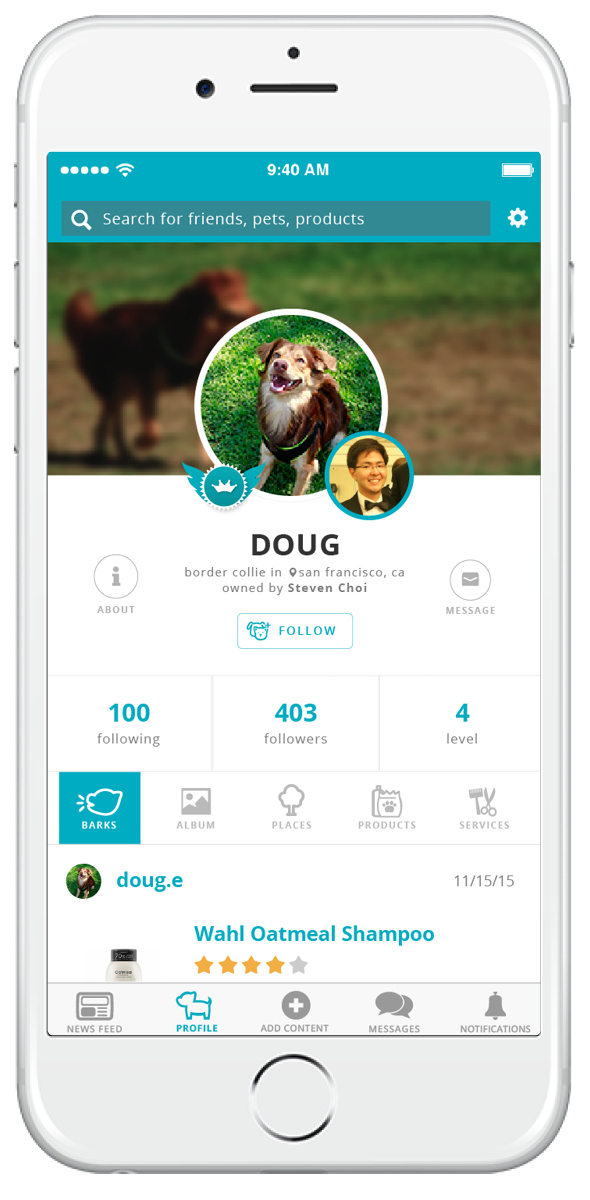 9:40 AM
Search for friends, pets, products
DOUG
border collie in san francisco, ca
owned by Steven Choi
ABOUT
MESSAGE
FOLLOW
100
following
403
followers
4
level
BARKS
ALBUM
PLACES
PRODUCTS
SERVICES
doug.e
11/15/15
Wahl Oatmeal Shampoo
NEWS FEED
PROFILE
ADD CONTENT
MESSAGES
NOTIFICATIONS